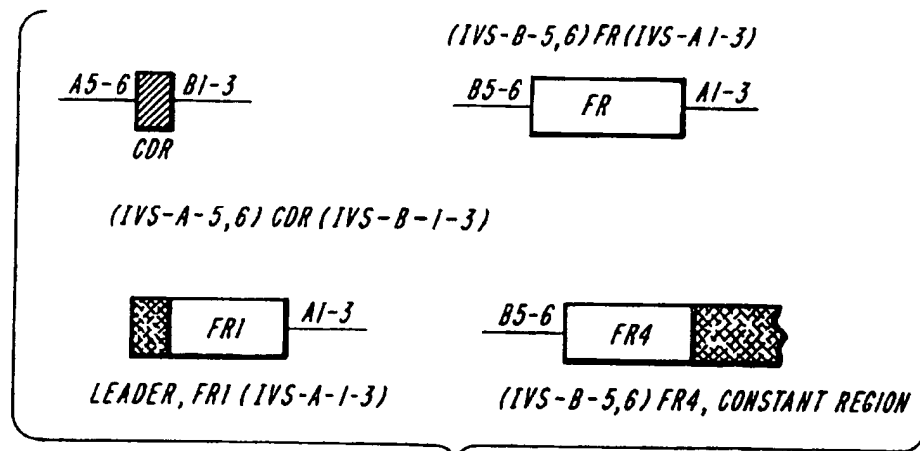 (IVS-B-5,6) FR (IVS-A1-3)
A5-6 B1-3
CDR
B5-6 FR A1-3
(IVS-A-5,6) CDR (IVS-B-1-3)
FR1 A1-3
LEADER, FR1 (IVS-A-1-3)
B5-6 FR4
(IVS-B-5,6) FR4, CONSTANT REGION